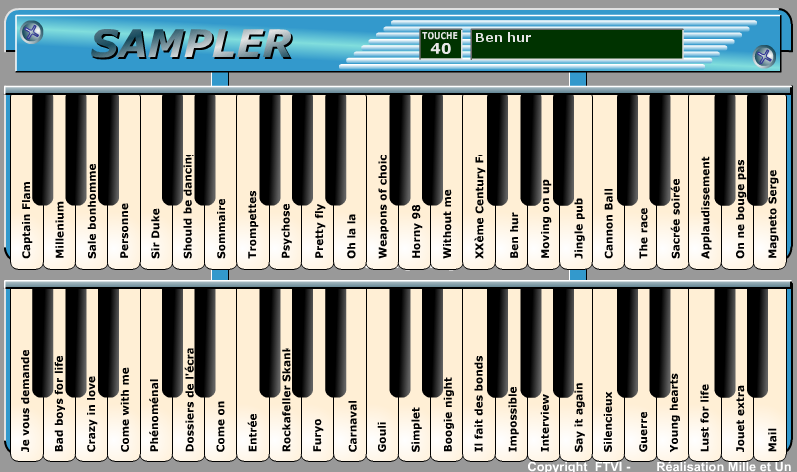 SAMPLER
TOUCHE
40
Ben hur
Captain Flam
Millenium
Sale bonhomme
Personne
Sir Duke
Should be dancing
Sommaire
Trompettes
Psychose
Pretty fly
Oh la la
Weapons of choic
Horny 98
Without me
XXème Century F
Ben hur
Moving on up
Jingle pub
Cannon Ball
The race
Sacrée soirée
Applaudissement
On ne bouge pas
Magneto Serge
Je vous demande
Bad boys for life
Crazy in love
Come with me
Phénoménal
Dossiers de l'écra
Come on
Entrée
Rockafeller Skank
Furyo
Carnaval
Gouli
Simplet
Boogie night
Il fait des bonds
Impossible
Interview
Say it again
Silencieux
Guerre
Young hearts
Lust for life
Jouet extra
Mail
Copyright FTVI - Réalisation Mille et Un